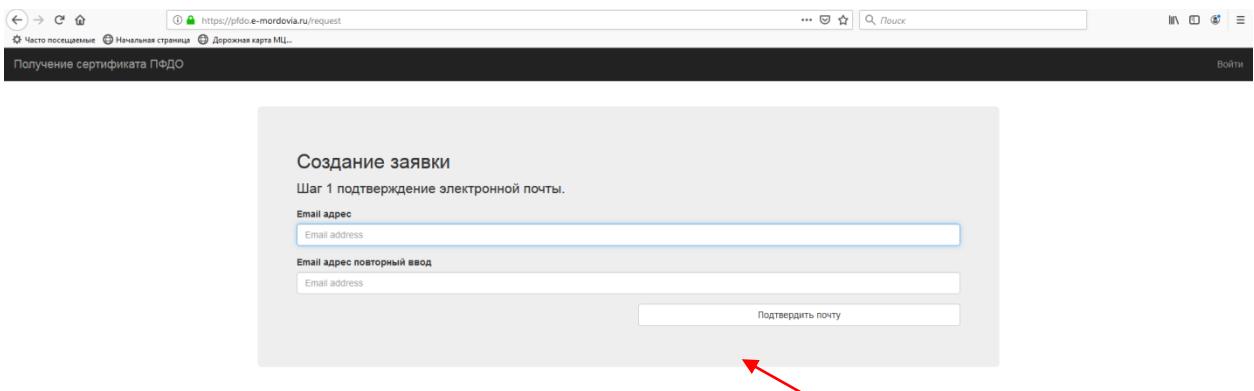 https://pfdo.e-mordovia.ru/request
Поиск
Часто посещаемые Начальная страница Дорожная карта МЦ...
Получение сертификата ПФДО Войти
Создание заявки
Шаг 1 подтверждение электронной почты.
Email адрес
Email address
Email адрес повторный ввод
Email address
Подтвердить почту